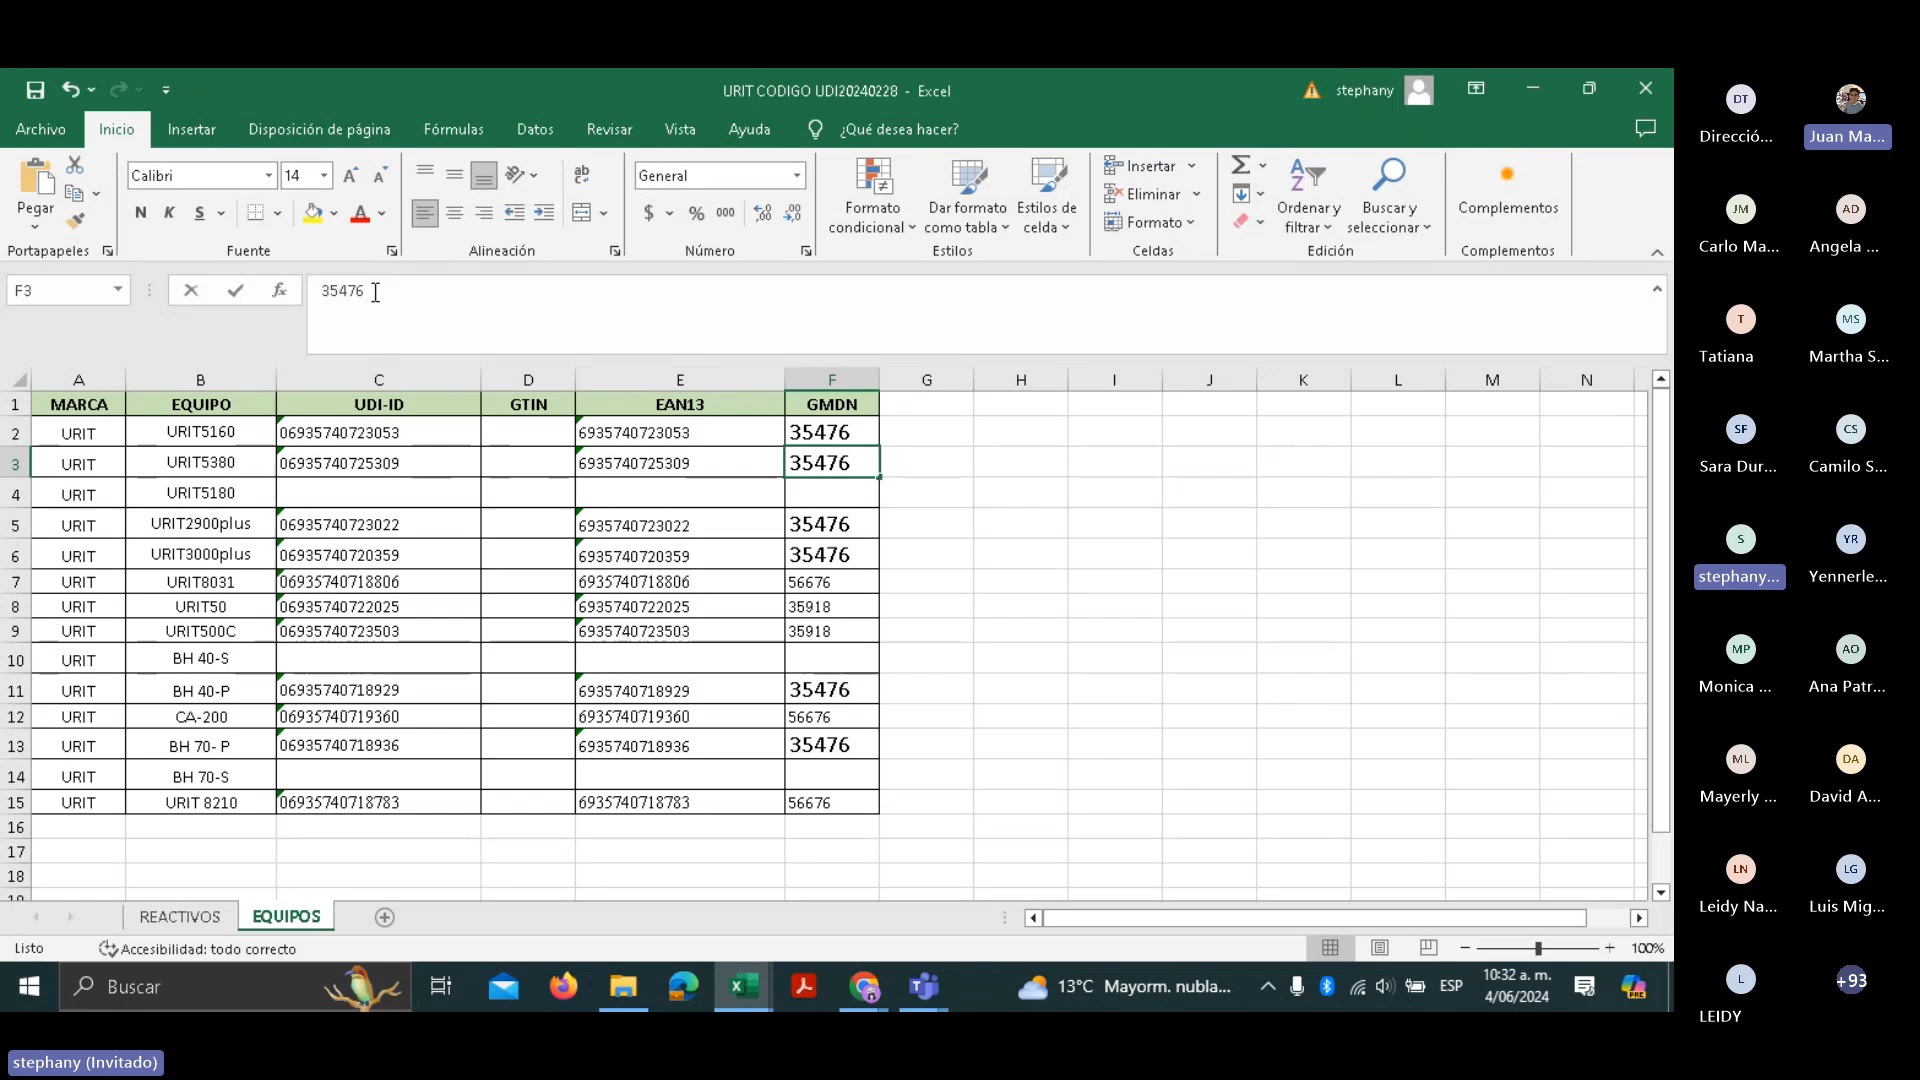 URIT CODIGO UDI20240228 - Excel
stephany
Archivo Inicio Insertar Disposición de página Fórmulas Datos Revisar Vista Ayuda ¿Qué desea hacer?
Pegar
Portapapeles
Calibri 14
N K S
Fuente
ab
Alineación
General
$ % 000
Número
Formato condicional
Dar formato como tabla
Estilos de celda
Estilos
Insertar
Eliminar
Formato
Celdas
Ordenar y filtrar
Buscar y seleccionar
Edición
Complementos
Complementos
F3 fx 35476
A B C D E F G H I J K L M N
1 MARCA EQUIPO UDI-ID GTIN EAN13 GMDN
2 URIT URIT5160 06935740723053 6935740723053 35476
3 URIT URIT5380 06935740725309 6935740725309 35476
4 URIT URIT5180
5 URIT URIT2900plus 06935740723022 6935740723022 35476
6 URIT URIT3000plus 06935740720359 6935740720359 35476
7 URIT URIT8031 06935740718806 6935740718806 56676
8 URIT URIT50 06935740722025 6935740722025 35918
9 URIT URIT500C 06935740723503 6935740723503 35918
10 URIT BH 40-S
11 URIT BH 40-P 06935740718929 6935740718929 35476
12 URIT CA-200 06935740719360 6935740719360 56676
13 URIT BH 70- P 06935740718936 6935740718936 35476
14 URIT BH 70-S
15 URIT URIT 8210 06935740718783 6935740718783 56676
16
17
18
REACTIVOS EQUIPOS
Listo Accesibilidad: todo correcto 100%
Buscar 13°C Mayorm. nubla... ESP 10:32 a. m.
4/06/2024
PRE
stephany (Invitado)
DT
Direcció... Juan Ma...
JM AD
Carlo Ma... Angela ...
T MS
Tatiana Martha S...
SF CS
Sara Dur... Camilo S...
S YR
stephany... Yennerle...
MP AO
Monica ... Ana Patr...
ML DA
Mayerly ... David A...
LN LG
Leidy Na... Luis Mig...
L +93
LEIDY